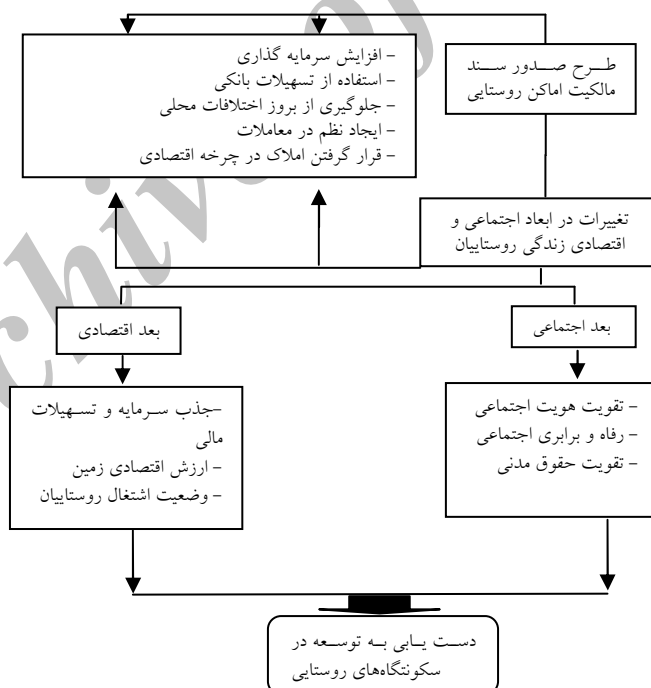 طرح صدور سند
مالکیت اماکن روستایی
- افزایش سرمایه گذاری
- استفاده از تسهیلات بانکی
- جلوگیری از بروز اختلافات محلی
- ایجاد نظم در معاملات
- قرار گرفتن املاک در چرخه اقتصادی
تغییرات در ابعاد اجتماعی و
اقتصادی زندگی روستاییان
بعد اجتماعی
بعد اقتصادی
- تقویت هویت اجتماعی
- رفاه و برابری اجتماعی
- تقویت حقوق مدنی
-جذب سرمایه و تسهیلات
مالی
- ارزش اقتصادی زمین
- وضعیت اشتغال روستاییان
دست یابی به توسعه در
سکونتگاه‌های روستایی
chive